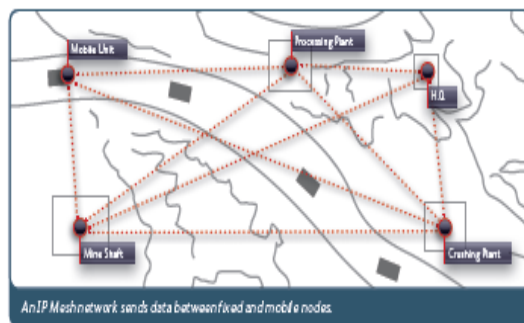 Mobile Unit
Processing Plant
H.Q.
Mine Shaft
Crushing Plant
An IP Mesh network sends data between fixed and mobile nodes.